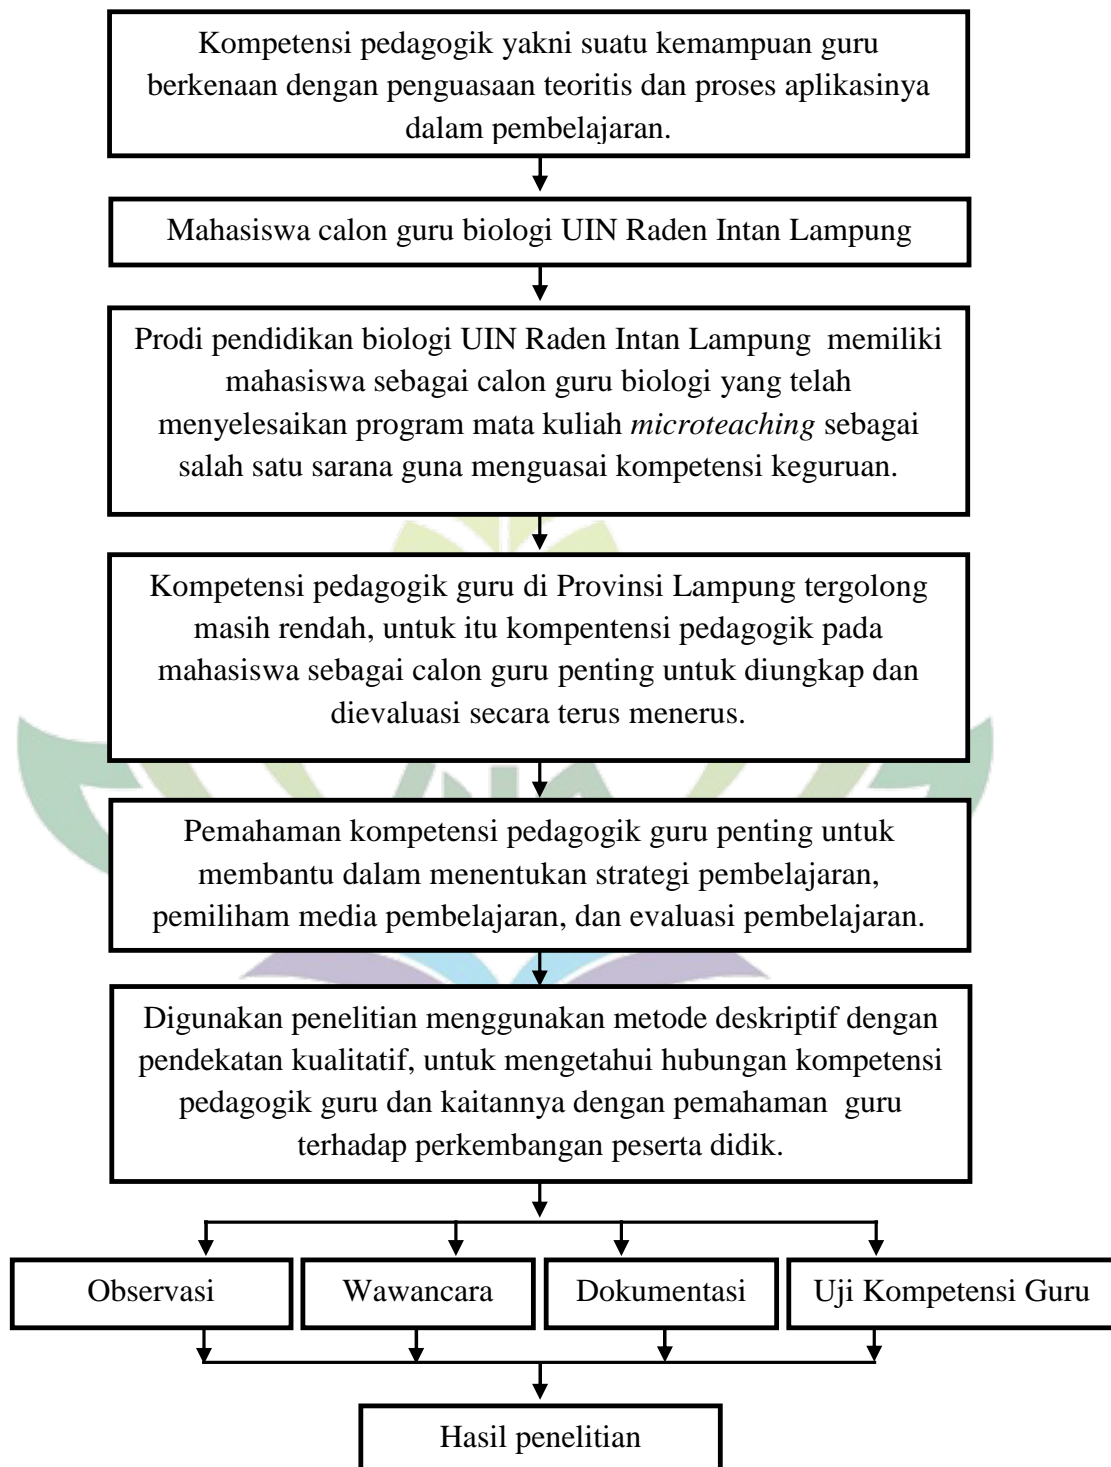 Kompetensi pedagogik yakni suatu kemampuan guru
berkenaan dengan penguasaan teoritis dan proses aplikasinya
dalam pembelajaran.
Mahasiswa calon guru biologi UIN Raden Intan Lampung
Prodi pendidikan biologi UIN Raden Intan Lampung memiliki
mahasiswa sebagai calon guru biologi yang telah
menyelesaikan program mata kuliah microteaching sebagai
salah satu sarana guna menguasai kompetensi keguruan.
Kompetensi pedagogik guru di Provinsi Lampung tergolong
masih rendah, untuk itu kompentensi pedagogik pada
mahasiswa sebagai calon guru penting untuk diungkap dan
dievaluasi secara terus menerus.
Pemahaman kompetensi pedagogik guru penting untuk
membantu dalam menentukan strategi pembelajaran,
pemiliham media pembelajaran, dan evaluasi pembelajaran.
Digunakan penelitian menggunakan metode deskriptif dengan
pendekatan kualitatif, untuk mengetahui hubungan kompetensi
pedagogik guru dan kaitannya dengan pemahaman guru
terhadap perkembangan peserta didik.
Observasi
Wawancara
Dokumentasi
Uji Kompetensi Guru
Hasil penelitian